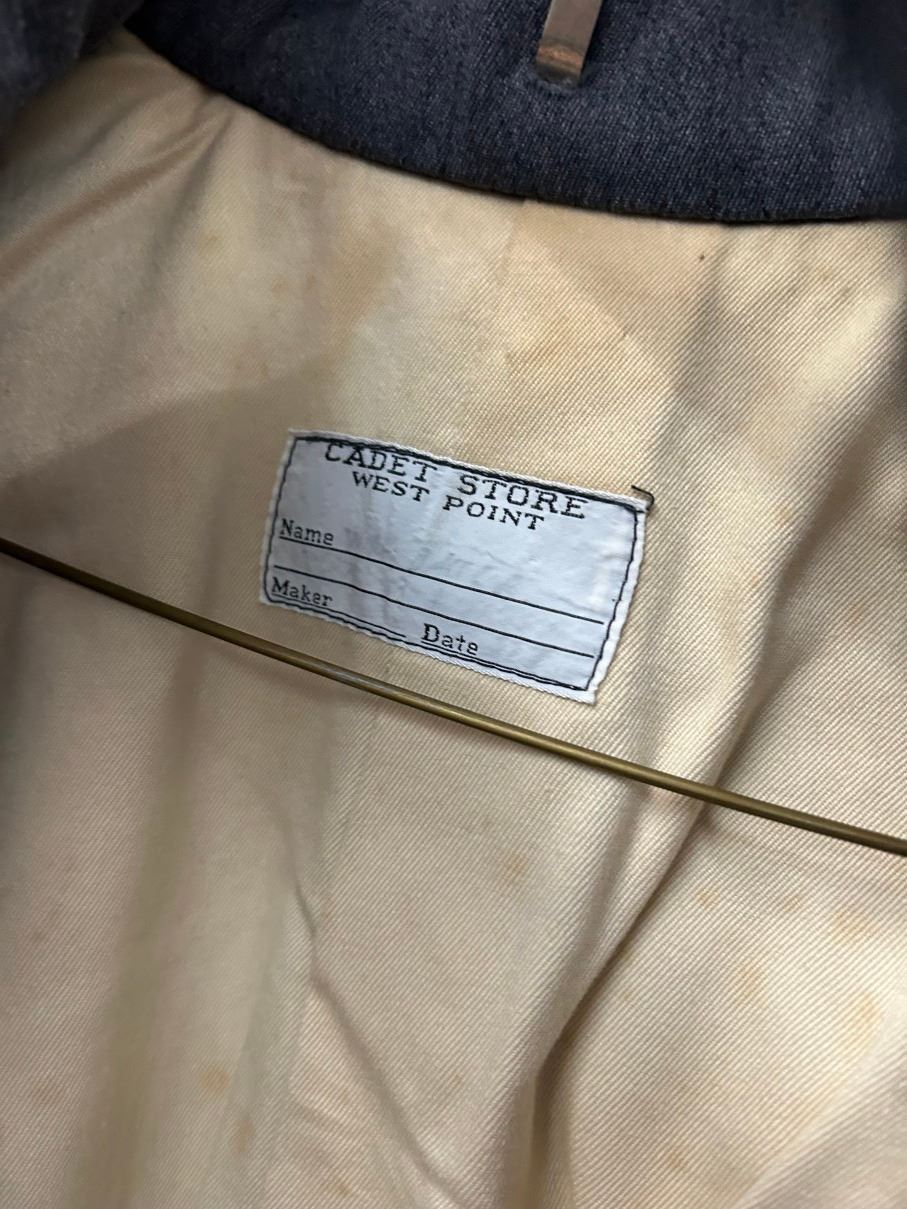 CADET STORE
WEST POINT
Name
Maker
Date